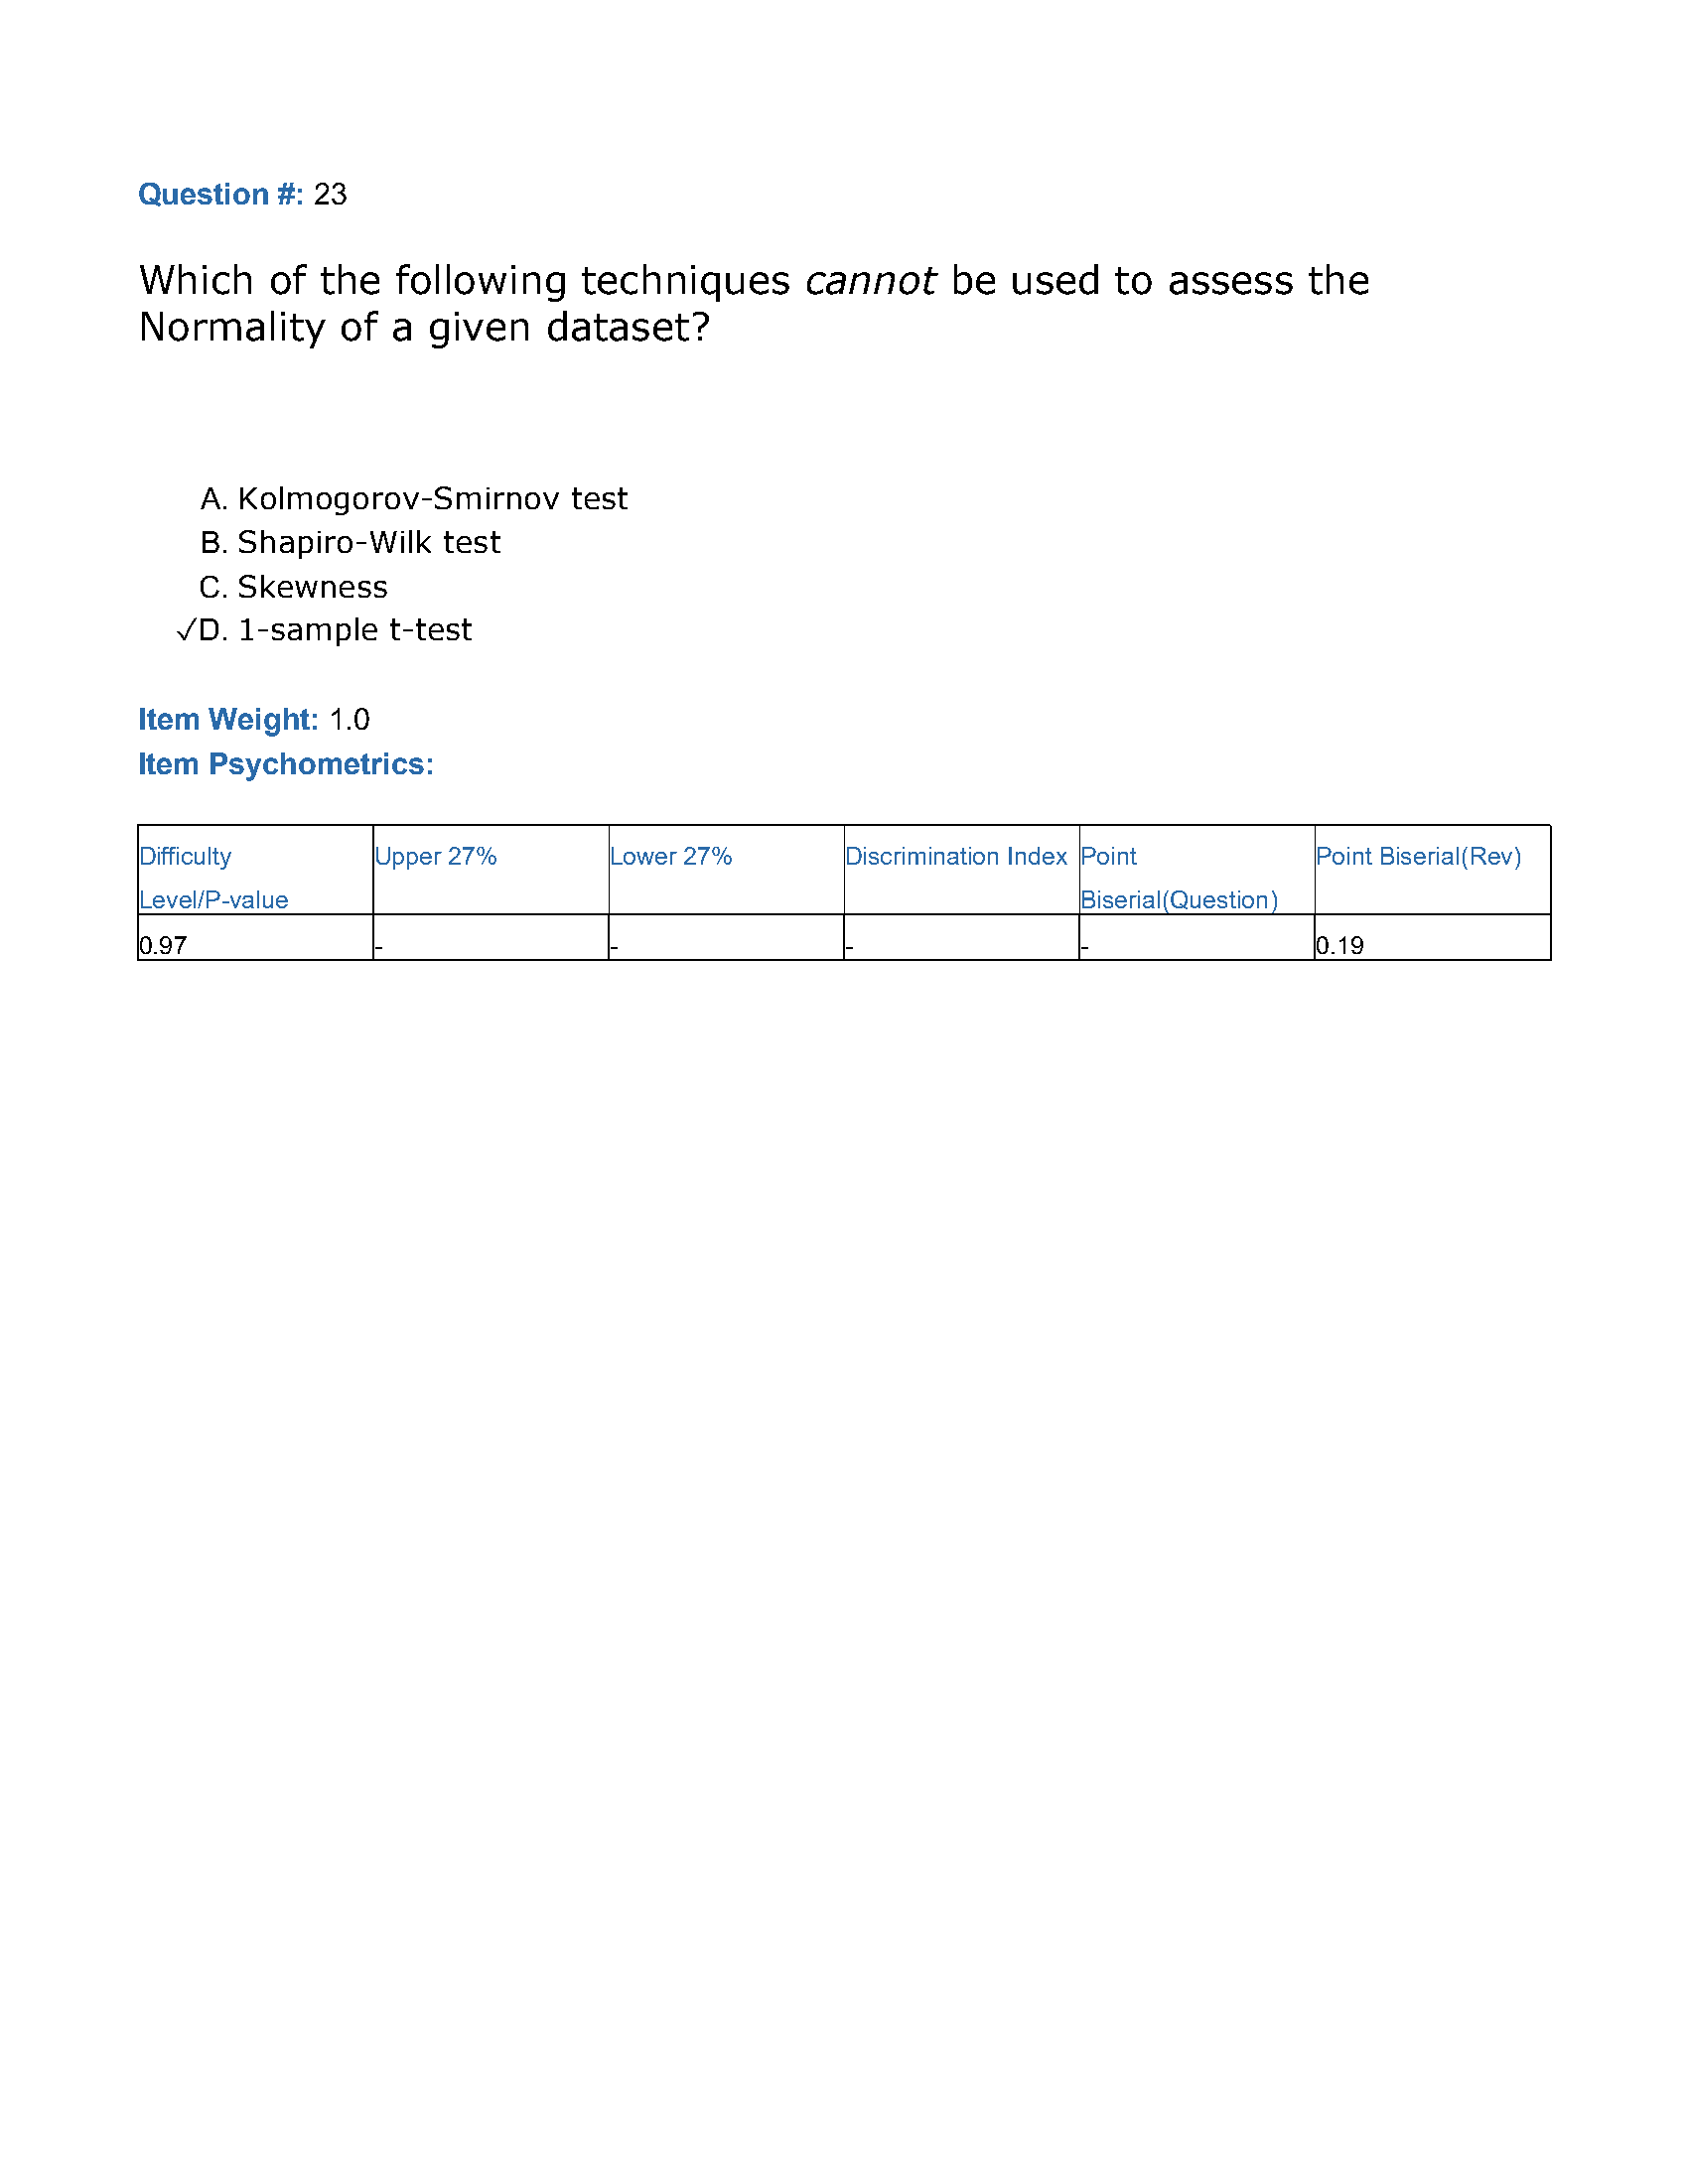 Question #: 23
Which of the following techniques cannot be used to assess the
Normality of a given dataset?
A. Kolmogorov-Smirnov test
B. Shapiro-Wilk test
C. Skewness
✓D. 1-sample t-test
Item Weight: 1.0
Item Psychometrics:
Difficulty Level/P-value Upper 27% Lower 27% Discrimination Index Point Biserial(Question) Point Biserial(Rev)
0.97 - - - - 0.19